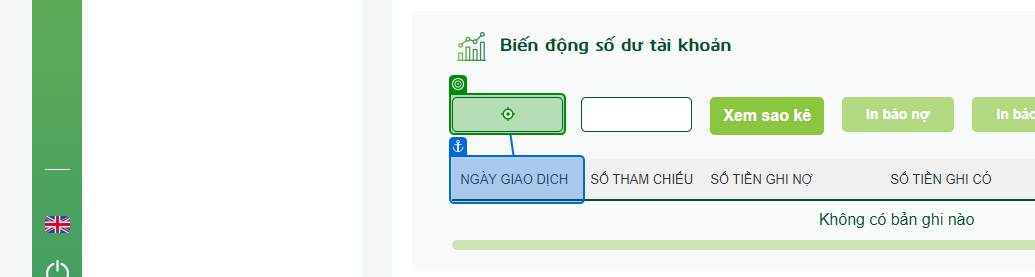 Biến động số dư tài khoản
Xem sao kê In báo nợ In báo
NGÀY GIAO DỊCH SỐ THAM CHIẾU SỐ TIỀN GHI NỢ SỐ TIỀN GHI CÓ
Không có bản ghi nào